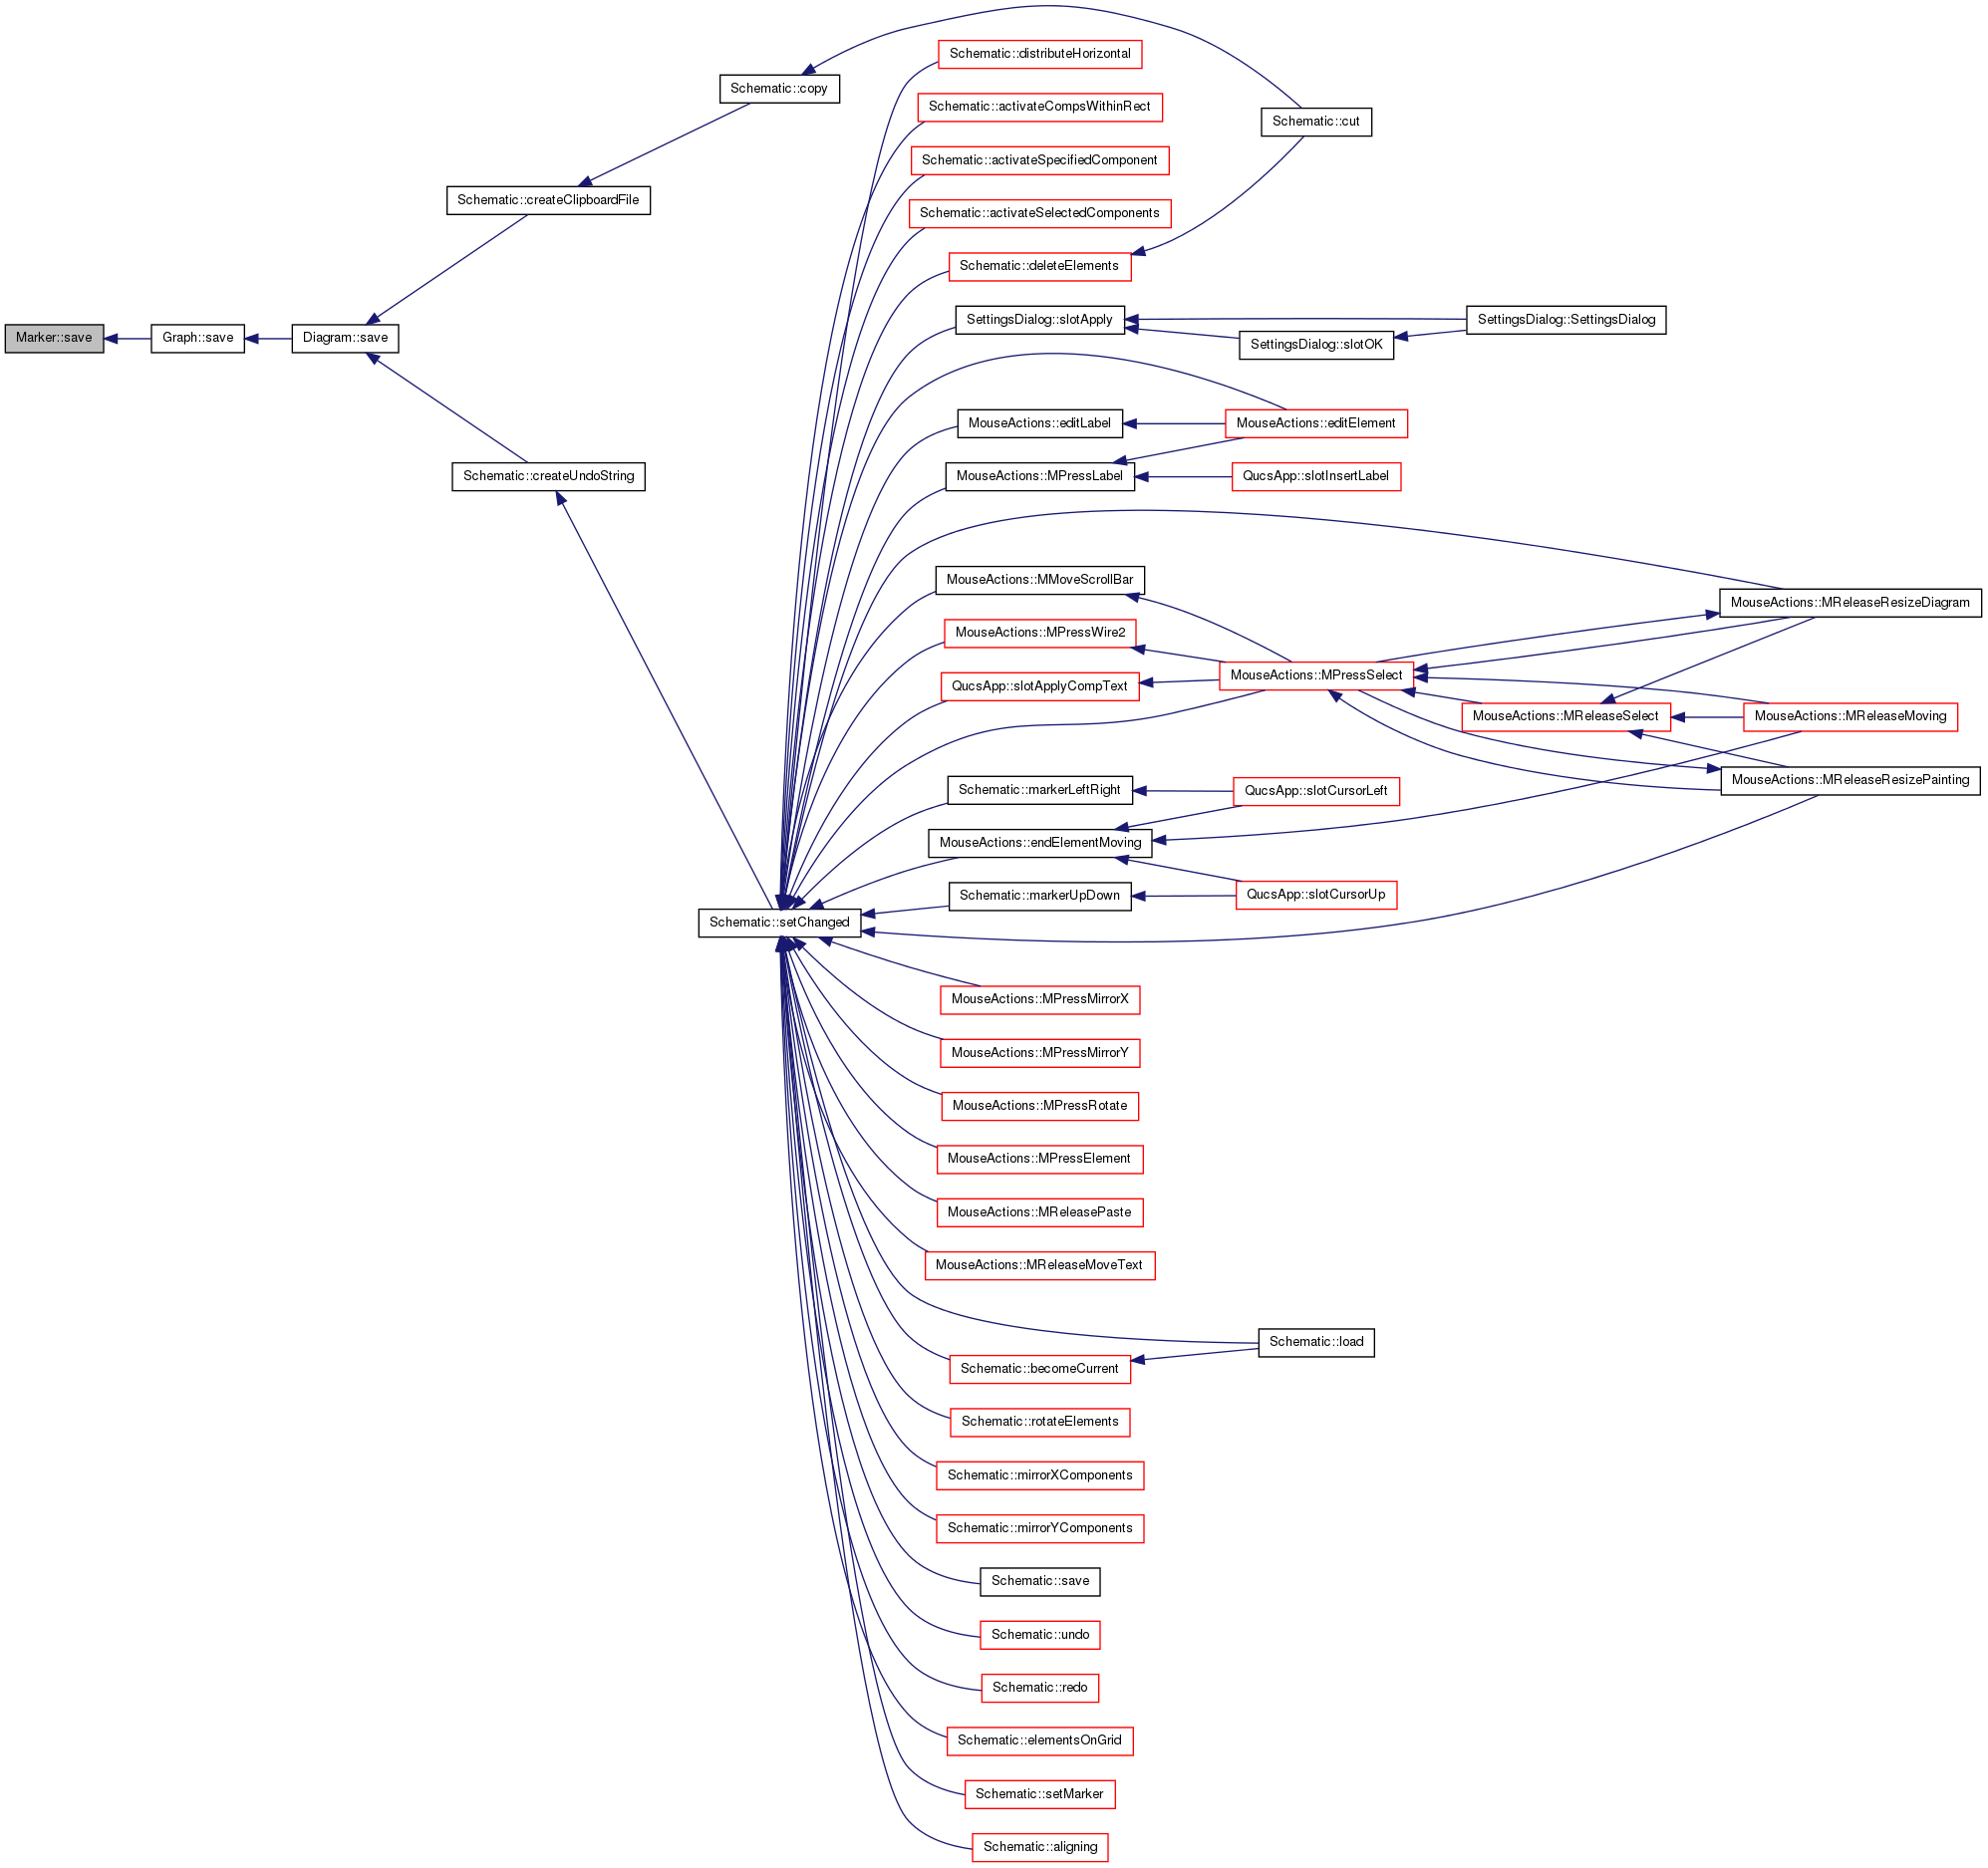 Schematic::distributeHorizontal
Schematic::copy
Schematic::activateCompsWithinRect
Schematic::cut
Schematic::activateSpecifiedComponent
Schematic::createClipboardFile
Schematic::activateSelectedComponents
Schematic::deleteElements
SettingsDialog::slotApply
SettingsDialog::SettingsDialog
Marker::save
Graph::save
Diagram::save
SettingsDialog::slotOK
MouseActions::editLabel
MouseActions::editElement
Schematic::createUndoString
MouseActions::MPressLabel
QucsApp::slotInsertLabel
MouseActions::MMoveScrollBar
MouseActions::MReleaseResizeDiagram
MouseActions::MPressWire2
MouseActions::MPressSelect
QucsApp::slotApplyCompText
MouseActions::MReleaseSelect
MouseActions::MReleaseMoving
MouseActions::MReleaseResizePainting
Schematic::markerLeftRight
QucsApp::slotCursorLeft
MouseActions::endElementMoving
Schematic::markerUpDown
QucsApp::slotCursorUp
Schematic::setChanged
MouseActions::MPressMirrorX
MouseActions::MPressMirrorY
MouseActions::MPressRotate
MouseActions::MPressElement
MouseActions::MReleasePaste
MouseActions::MReleaseMoveText
Schematic::load
Schematic::becomeCurrent
Schematic::rotateElements
Schematic::mirrorXComponents
Schematic::mirrorYComponents
Schematic::save
Schematic::undo
Schematic::redo
Schematic::elementsOnGrid
Schematic::setMarker
Schematic::aligning